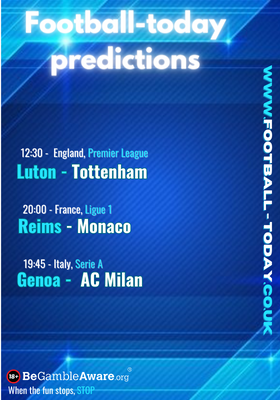 Football-today
predictions
12:30 - England, Premier League
Luton - Tottenham
20:00 - France, Ligue 1
Reims - Monaco
19:45 - Italy, Serie A
Genoa - AC Milan
WWW.FOOTBALL - TODAY.CO.UK
18+ BeGambleAware.org®
When the fun stops, STOP